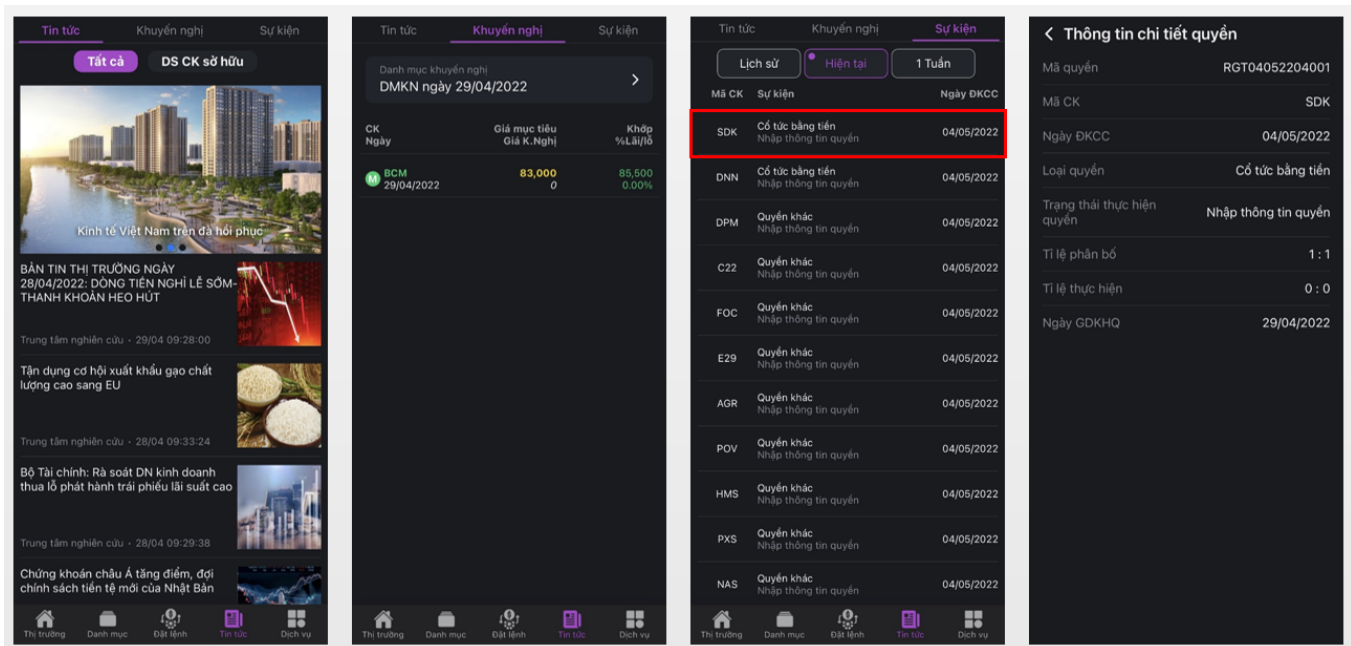 Tin tức
Khuyến nghị
Sự kiện
Tất cả
DS CK sở hữu
Kinh tế Việt Nam trên đà hồi phục
BẢN TIN THỊ TRƯỜNG NGÀY
28/04/2022: DÒNG TIỀN NGHỈ LỄ SỚM-
THANH KHOẢN HEO HÚT
Trung tâm nghiên cứu • 29/04 09:28:00
Tận dụng cơ hội xuất khẩu gạo chất
lượng cao sang EU
Trung tâm nghiên cứu • 28/04 09:33:24
Bộ Tài chính: Rà soát DN kinh doanh
thua lỗ phát hành trái phiếu lãi suất cao
Trung tâm nghiên cứu • 28/04 09:29:38
Chứng khoán châu Á tăng điểm, đợi
chính sách tiền tệ mới của Nhật Bản
Thị trường
Danh mục
Đặt lệnh
Tin tức
Dịch vụ
Tin tức
Khuyến nghị
Sự kiện
Danh mục khuyến nghị
DMKN ngày 29/04/2022
CK Giá mục tiêu Khớp
Ngày Giá K.Nghị %Lãi/lỗ
M BCM 83,000 85,500
29/04/2022 0 0.00%
Thị trường
Danh mục
Đặt lệnh
Tin tức
Dịch vụ
Tin tức
Khuyến nghị
Sự kiện
Lịch sử
Hiện tại
1 Tuần
Mã CK Sự kiện Ngày ĐKCC
SDK Cổ tức bằng tiền 04/05/2022
Nhập thông tin quyền
DNN Cổ tức bằng tiền 04/05/2022
Nhập thông tin quyền
DPM Quyền khác 04/05/2022
Nhập thông tin quyền
C22 Quyền khác 04/05/2022
Nhập thông tin quyền
FOC Quyền khác 04/05/2022
Nhập thông tin quyền
E29 Quyền khác 04/05/2022
Nhập thông tin quyền
AGR Quyền khác 04/05/2022
Nhập thông tin quyền
POV Quyền khác 04/05/2022
Nhập thông tin quyền
HMS Quyền khác 04/05/2022
Nhập thông tin quyền
PXS Quyền khác 04/05/2022
Nhập thông tin quyền
NAS Quyền khác 04/05/2022
Nhập thông tin quyền
Thị trường
Danh mục
Đặt lệnh
Tin tức
Dịch vụ
Thông tin chi tiết quyền
Mã quyền RGT04052204001
Mã CK SDK
Ngày ĐKCC 04/05/2022
Loại quyền Cổ tức bằng tiền
Trạng thái thực hiện
quyền Nhập thông tin quyền
Tỉ lệ phân bổ 1 : 1
Tỉ lệ thực hiện 0 : 0
Ngày GDKHQ 29/04/2022